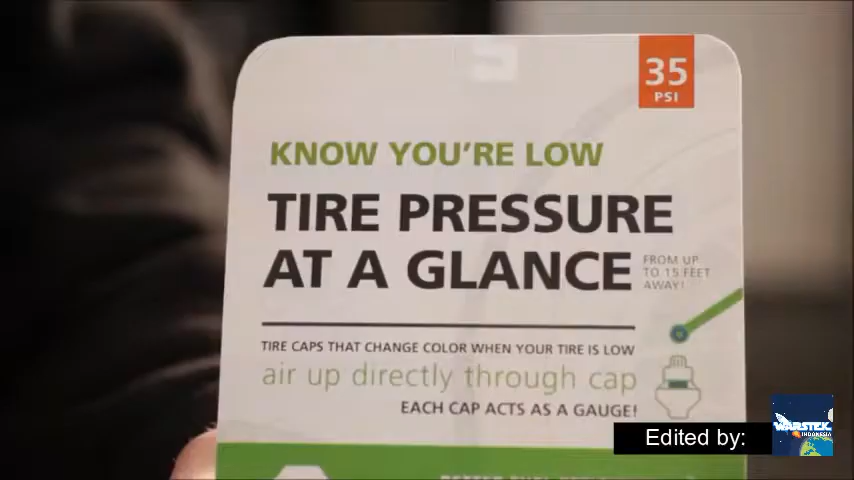 35
PSI
KNOW YOU'RE LOW
TIRE PRESSURE
AT A GLANCE
FROM UP
TO 15 FEET
AWAY!
TIRE CAPS THAT CHANGE COLOR WHEN YOUR TIRE IS LOW
air up directly through cap
EACH CAP ACTS AS A GAUGE!
Edited by:
WARSTEK
INDONESIA